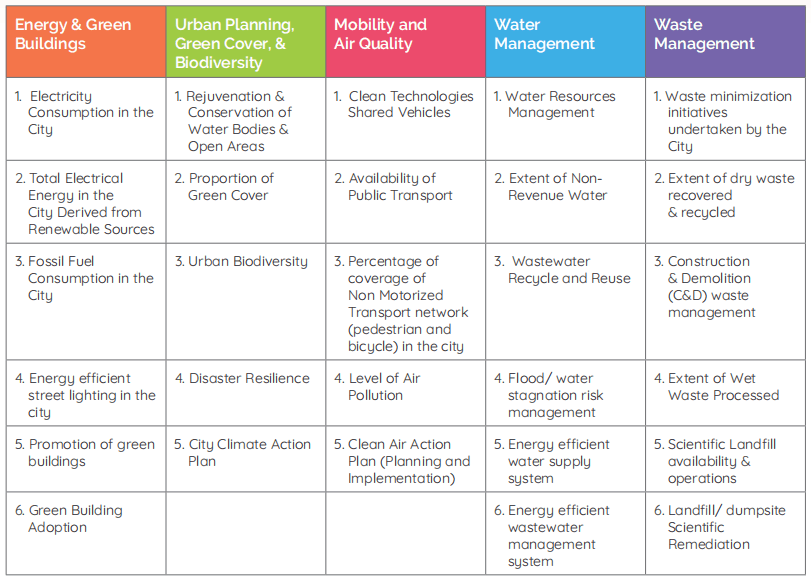 Energy & Green
Buildings
Urban Planning,
Green Cover, &
Biodiversity
Mobility and
Air Quality
Water
Management
Waste
Management
1. Electricity
Consumption in the
City
1. Rejuvenation &
Conservation of
Water Bodies &
Open Areas
1. Clean Technologies
Shared Vehicles
1. Water Resources
Management
1. Waste minimization
initiatives
undertaken by the
City
2. Total Electrical
Energy in the
City Derived from
Renewable Sources
2. Proportion of
Green Cover
2. Availability of
Public Transport
2. Extent of Non-
Revenue Water
2. Extent of dry waste
recovered
& recycled
3. Fossil Fuel
Consumption in the
City
3. Urban Biodiversity
3. Percentage of
coverage of
Non Motorized
Transport network
(pedestrian and
bicycle) in the city
3. Wastewater
Recycle and Reuse
3. Construction
& Demolition
(C&D) waste
management
4. Energy efficient
street lighting in the
city
4. Disaster Resilience
4. Level of Air
Pollution
4. Flood/ water
stagnation risk
management
4. Extent of Wet
Waste Processed
5. Promotion of green
buildings
5. City Climate Action
Plan
5. Clean Air Action
Plan (Planning and
Implementation)
5. Energy efficient
water supply
system
5. Scientific Landfill
availability &
operations
6. Green Building
Adoption
6. Energy efficient
wastewater
management
system
6. Landfill/ dumpsite
Scientific
Remediation